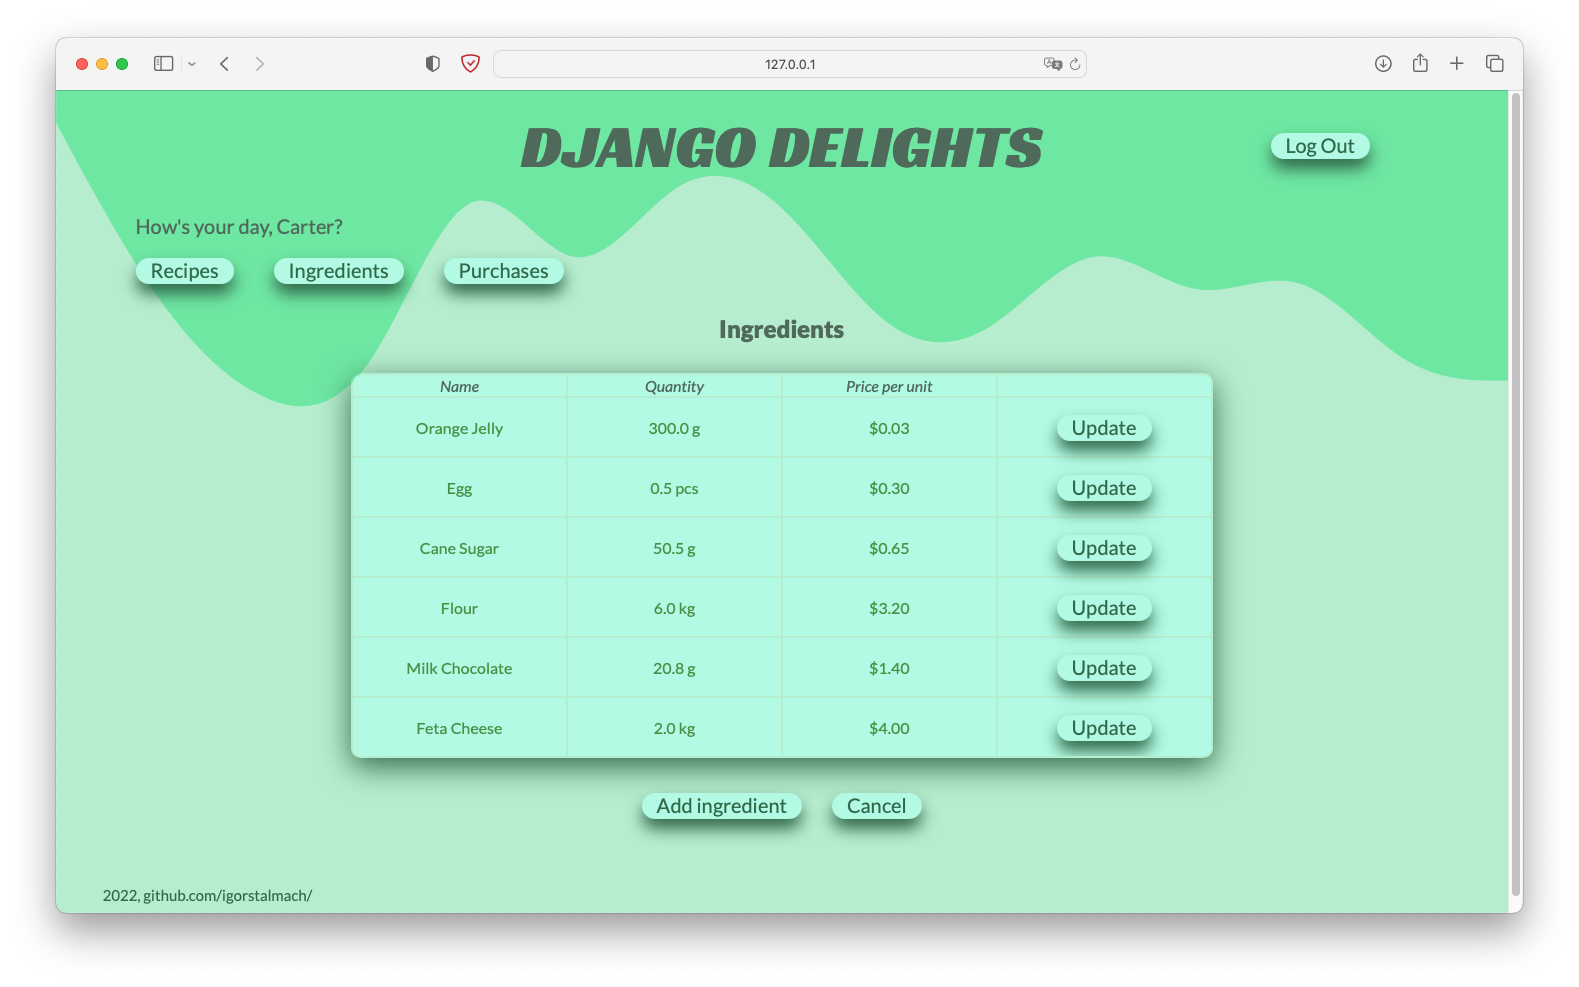 127.0.0.1
DJANGO DELIGHTS
Log Out
How's your day, Carter?
Recipes Ingredients Purchases
Ingredients
Name Quantity Price per unit
Orange Jelly 300.0 g $0.03 Update
Egg 0.5 pcs $0.30 Update
Cane Sugar 50.5 g $0.65 Update
Flour 6.0 kg $3.20 Update
Milk Chocolate 20.8 g $1.40 Update
Feta Cheese 2.0 kg $4.00 Update
Add ingredient Cancel
2022, github.com/igorstalmach/